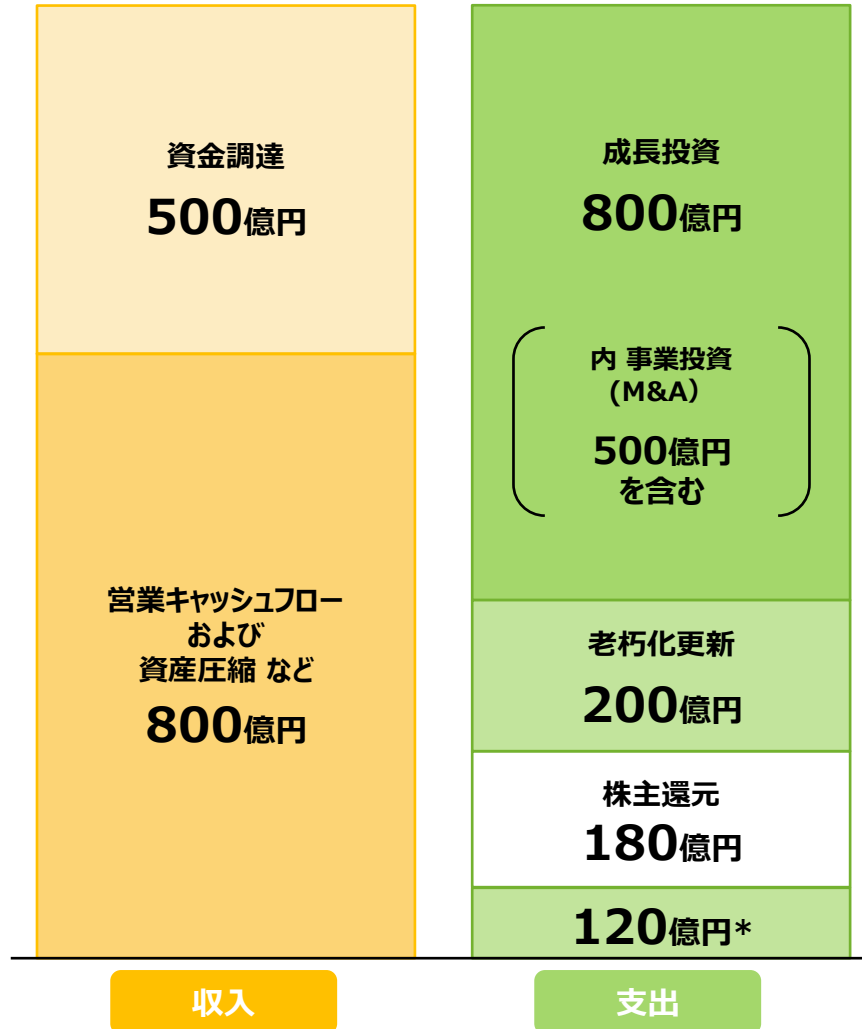 資金調達
500億円
営業キャッシュフロー
および
資産圧縮 など
800億円
収入
成長投資
800億円
内 事業投資
(M&A）
500億円
を含む
老朽化更新
200億円
株主還元
180億円
120億円*
支出